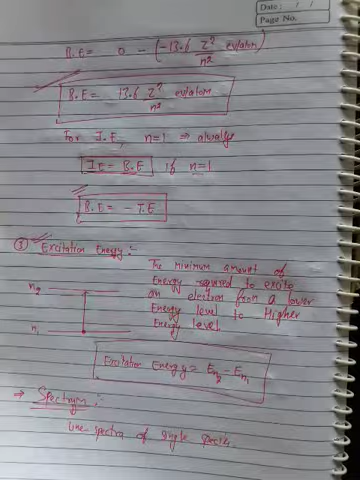 Date: / /
Page No.
B.E = 0 - (-13.6 Z²/n² ev/atom)
B.E = 13.6 Z²/n² ev/atom
For I.E, n=1 ⇒ always
IE = B.E if n=1
B.E = - T.E
③ Excitation Energy :-
The minimum amount of
Energy required to excite
an electron from a lower
Energy level to Higher
Energy level.
n₂
n₁
Excitation Energy = En₂ - En₁
⇒ Spectrum :-
Line spectra of single species.